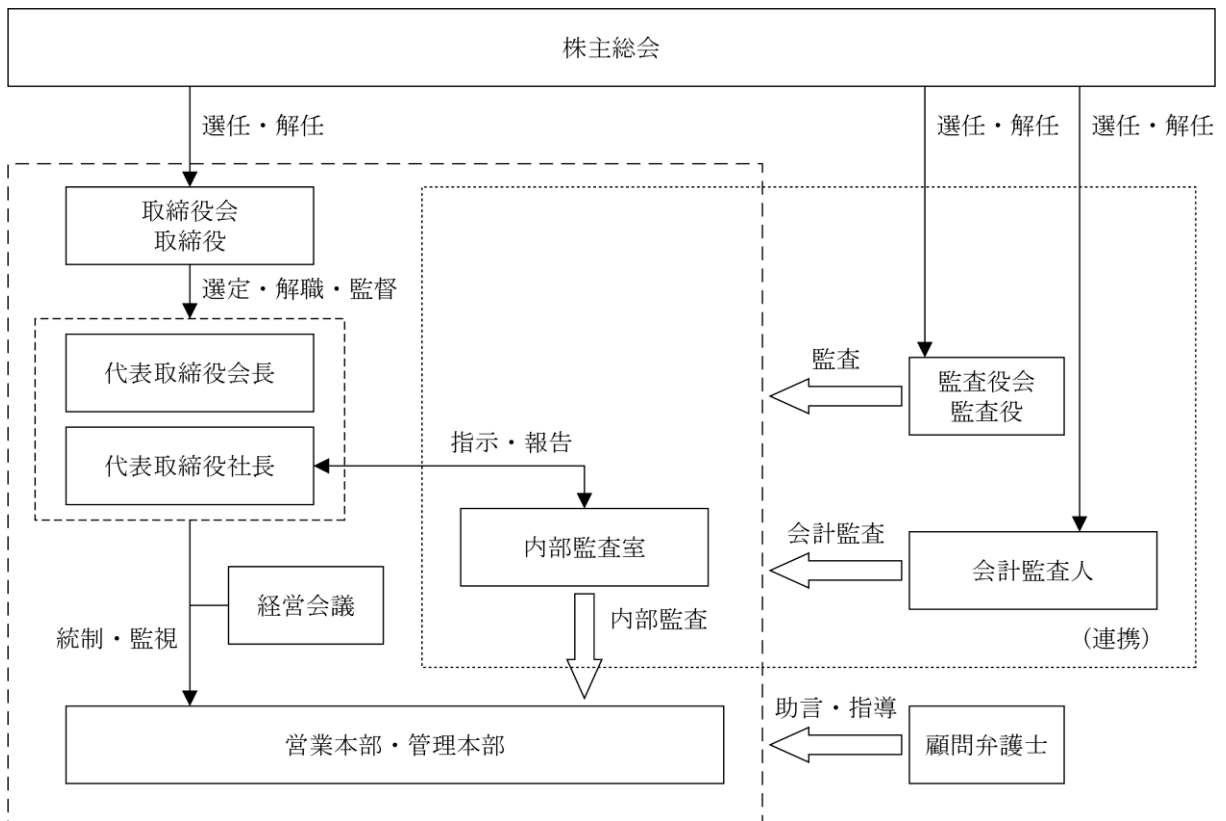 株主総会
選任・解任
選任・解任
選任・解任
取締役会
取締役
選定・解職・監督
代表取締役会長
監査
監査役会
監査役
代表取締役社長
指示・報告
内部監査室
会計監査
会計監査人
経営会議
内部監査
統制・監視
(連携)
営業本部・管理本部
助言・指導
顧問弁護士